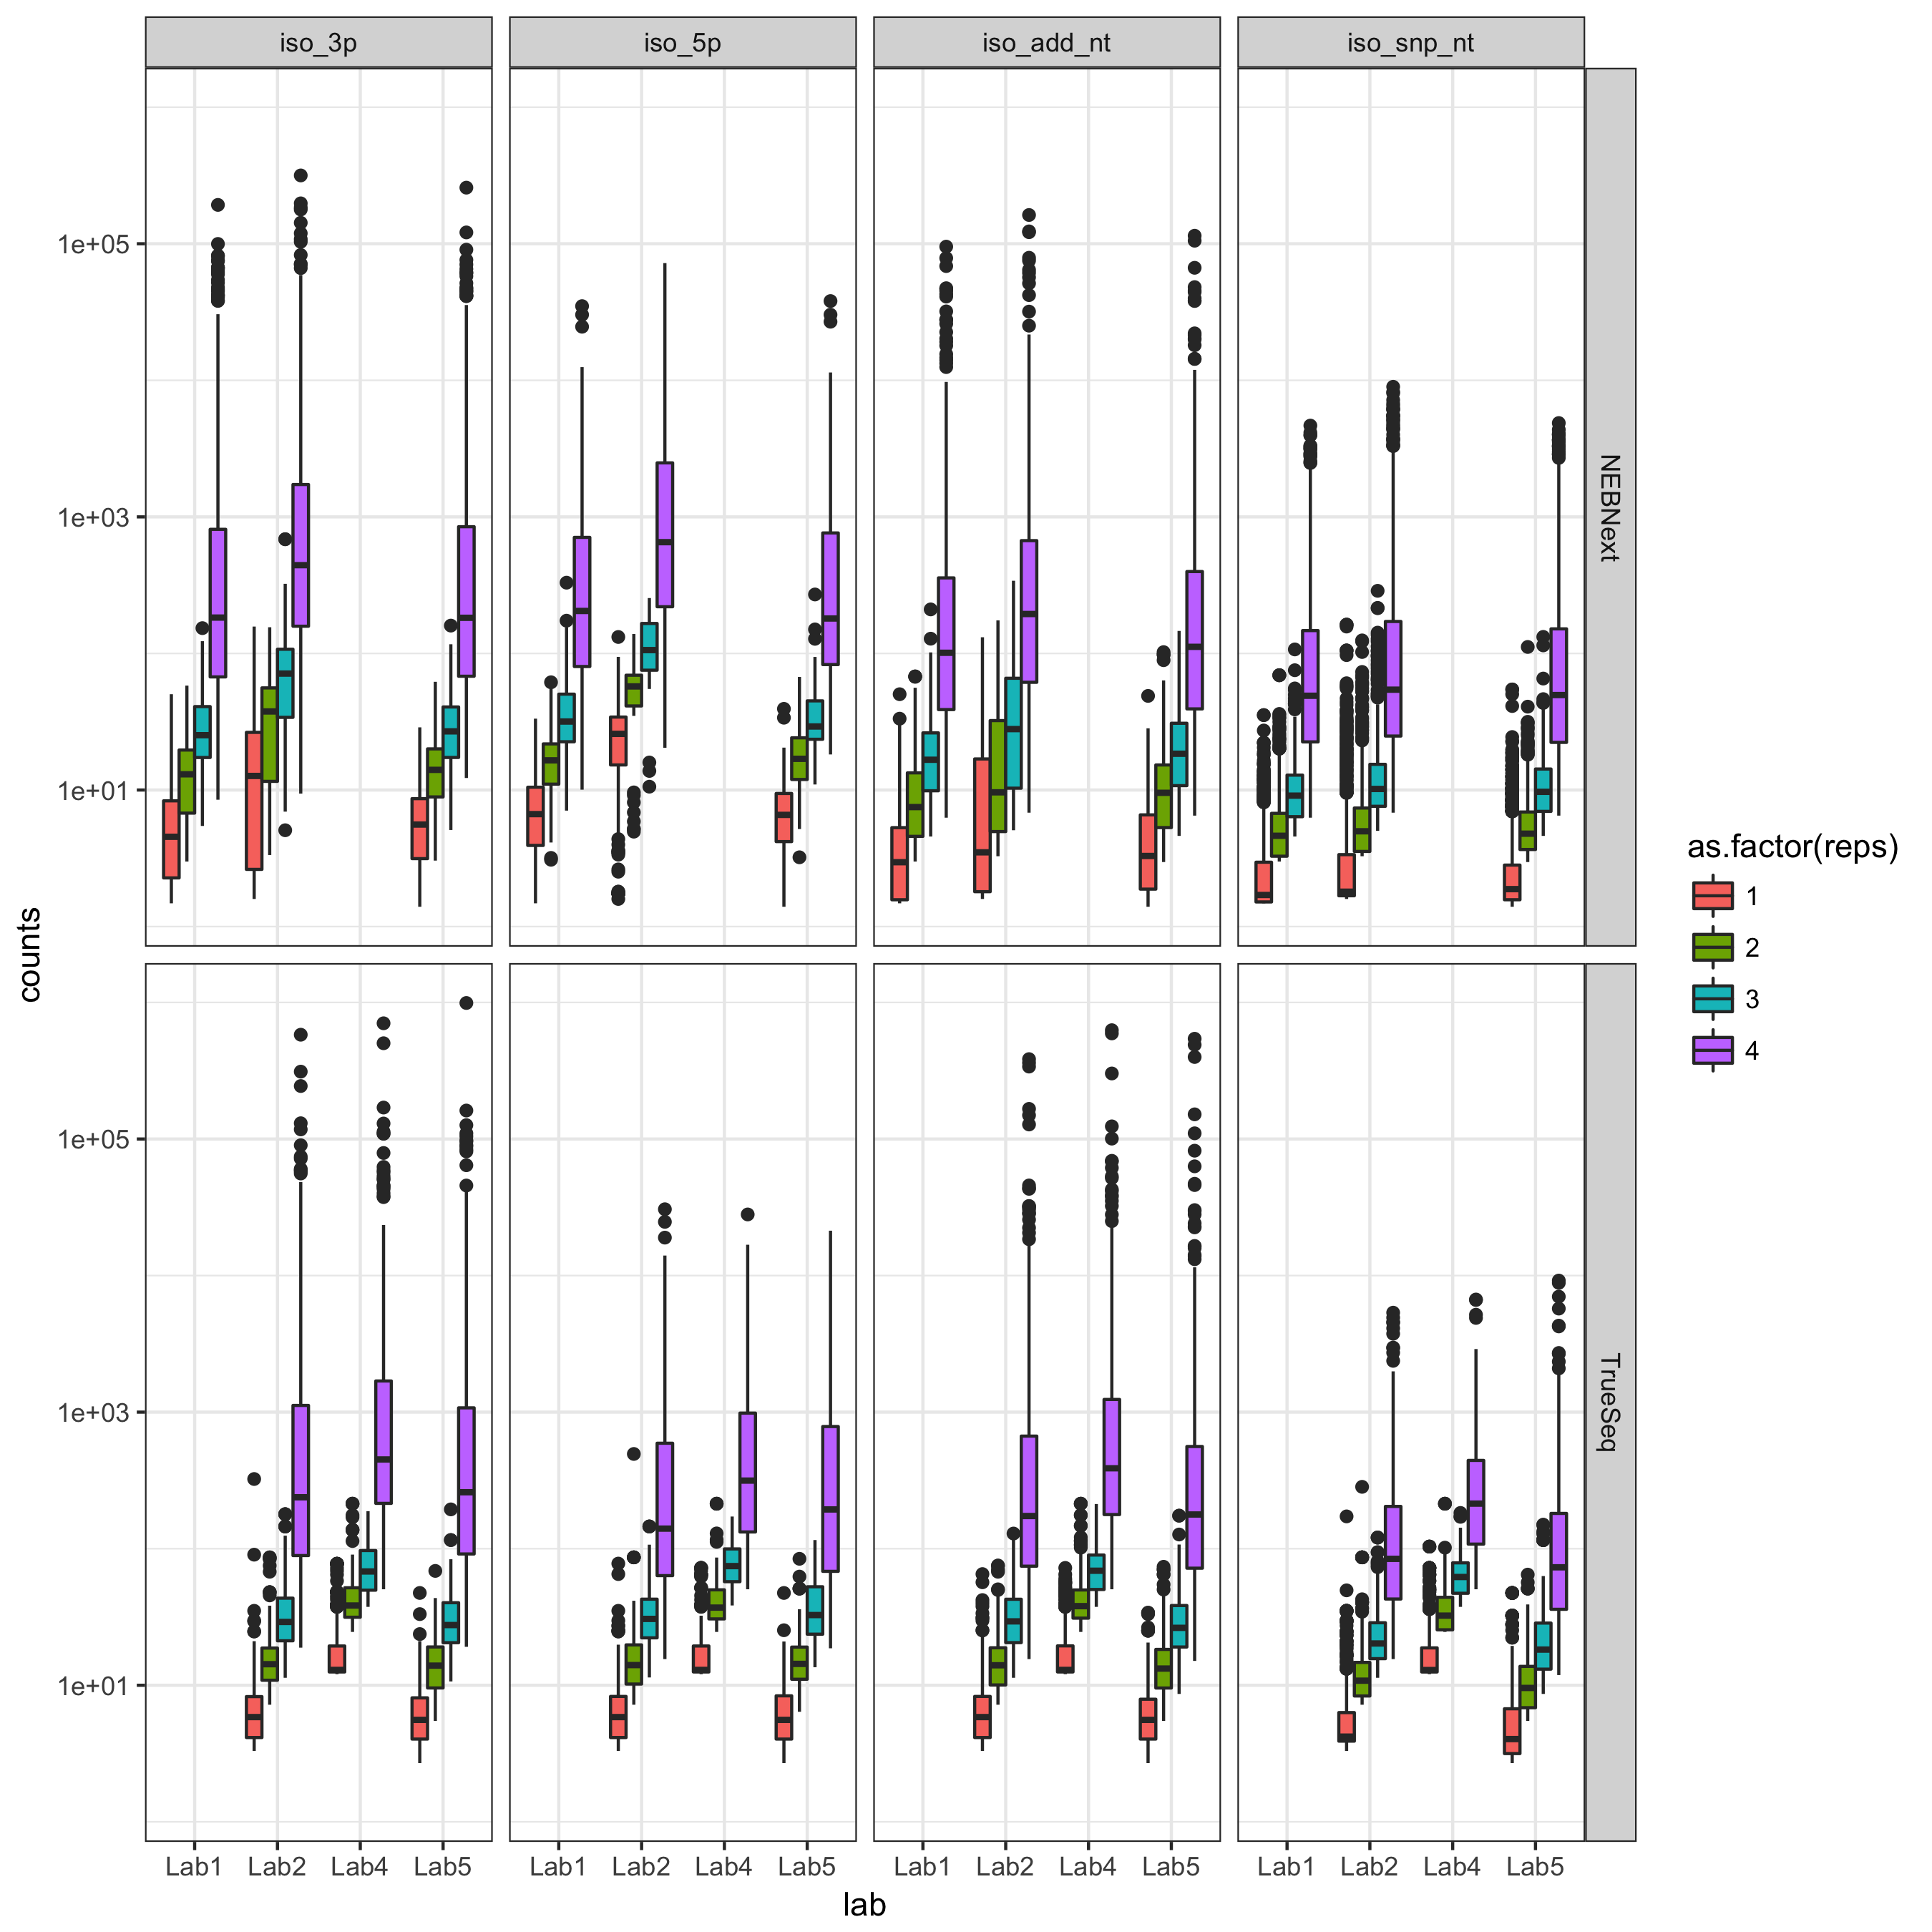 iso_3p iso_5p iso_add_nt iso_snp_nt
1e+05
1e+03
1e+01
NEBNext
1e+05
1e+03
1e+01
TrueSeq
counts
Lab1 Lab2 Lab4 Lab5 Lab1 Lab2 Lab4 Lab5 Lab1 Lab2 Lab4 Lab5 Lab1 Lab2 Lab4 Lab5
lab
as.factor(reps)
1
2
3
4